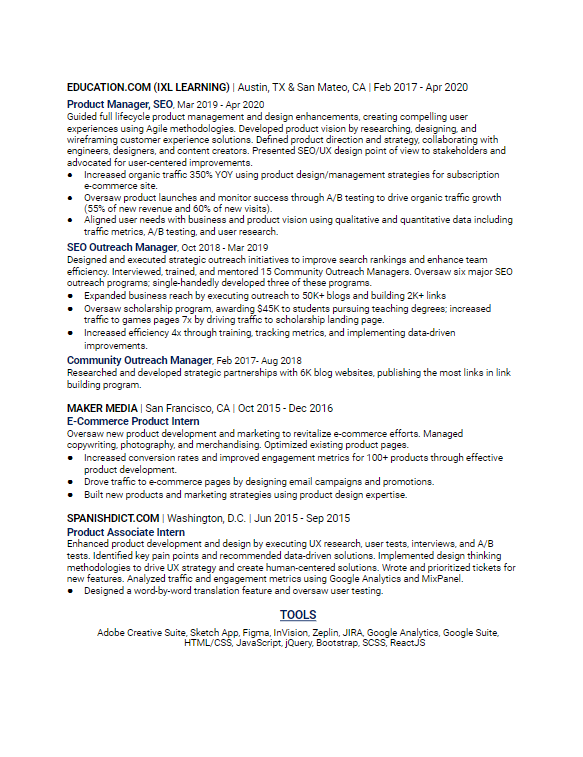 EDUCATION.COM (IXL LEARNING) | Austin, TX & San Mateo, CA | Feb 2017 - Apr 2020
Product Manager, SEO, Mar 2019 - Apr 2020
Guided full lifecycle product management and design enhancements, creating compelling user
experiences using Agile methodologies. Developed product vision by researching, designing, and
wireframing customer experience solutions. Defined product direction and strategy, collaborating with
engineers, designers, and content creators. Presented SEO/UX design point of view to stakeholders and
advocated for user-centered improvements.
● Increased organic traffic 350% YOY using product design/management strategies for subscription
e-commerce site.
● Oversaw product launches and monitor success through A/B testing to drive organic traffic growth
(55% of new revenue and 60% of new visits).
● Aligned user needs with business and product vision using qualitative and quantitative data including
traffic metrics, A/B testing, and user research.
SEO Outreach Manager, Oct 2018 - Mar 2019
Designed and executed strategic outreach initiatives to improve search rankings and enhance team
efficiency. Interviewed, trained, and mentored 15 Community Outreach Managers. Oversaw six major SEO
outreach programs; single-handedly developed three of these programs.
● Expanded business reach by executing outreach to 50K+ blogs and building 2K+ links
● Oversaw scholarship program, awarding $45K to students pursuing teaching degrees; increased
traffic to games pages 7x by driving traffic to scholarship landing page.
● Increased efficiency 4x through training, tracking metrics, and implementing data-driven
improvements.
Community Outreach Manager, Feb 2017- Aug 2018
Researched and developed strategic partnerships with 6K blog websites, publishing the most links in link
building program.
MAKER MEDIA | San Francisco, CA | Oct 2015 - Dec 2016
E-Commerce Product Intern
Oversaw new product development and marketing to revitalize e-commerce efforts. Managed
copywriting, photography, and merchandising. Optimized existing product pages.
● Increased conversion rates and improved engagement metrics for 100+ products through effective
product development.
● Drove traffic to e-commerce pages by designing email campaigns and promotions.
● Built new products and marketing strategies using product design expertise.
SPANISHDICT.COM | Washington, D.C. | Jun 2015 - Sep 2015
Product Associate Intern
Enhanced product development and design by executing UX research, user tests, interviews, and A/B
tests. Identified key pain points and recommended data-driven solutions. Implemented design thinking
methodologies to drive UX strategy and create human-centered solutions. Wrote and prioritized tickets for
new features. Analyzed traffic and engagement metrics using Google Analytics and MixPanel.
● Designed a word-by-word translation feature and oversaw user testing.
TOOLS
Adobe Creative Suite, Sketch App, Figma, InVision, Zeplin, JIRA, Google Analytics, Google Suite,
HTML/CSS, JavaScript, jQuery, Bootstrap, SCSS, ReactJS